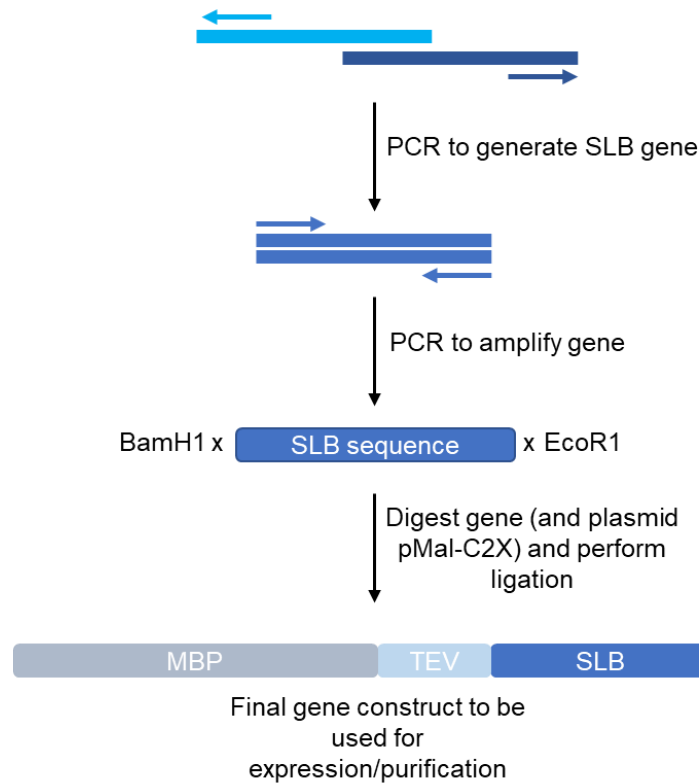 PCR to generate SLB gene
PCR to amplify gene
BamH1 x SLB sequence x EcoR1
Digest gene (and plasmid
pMal-C2X) and perform
ligation
MBP TEV SLB
Final gene construct to be
used for
expression/purification